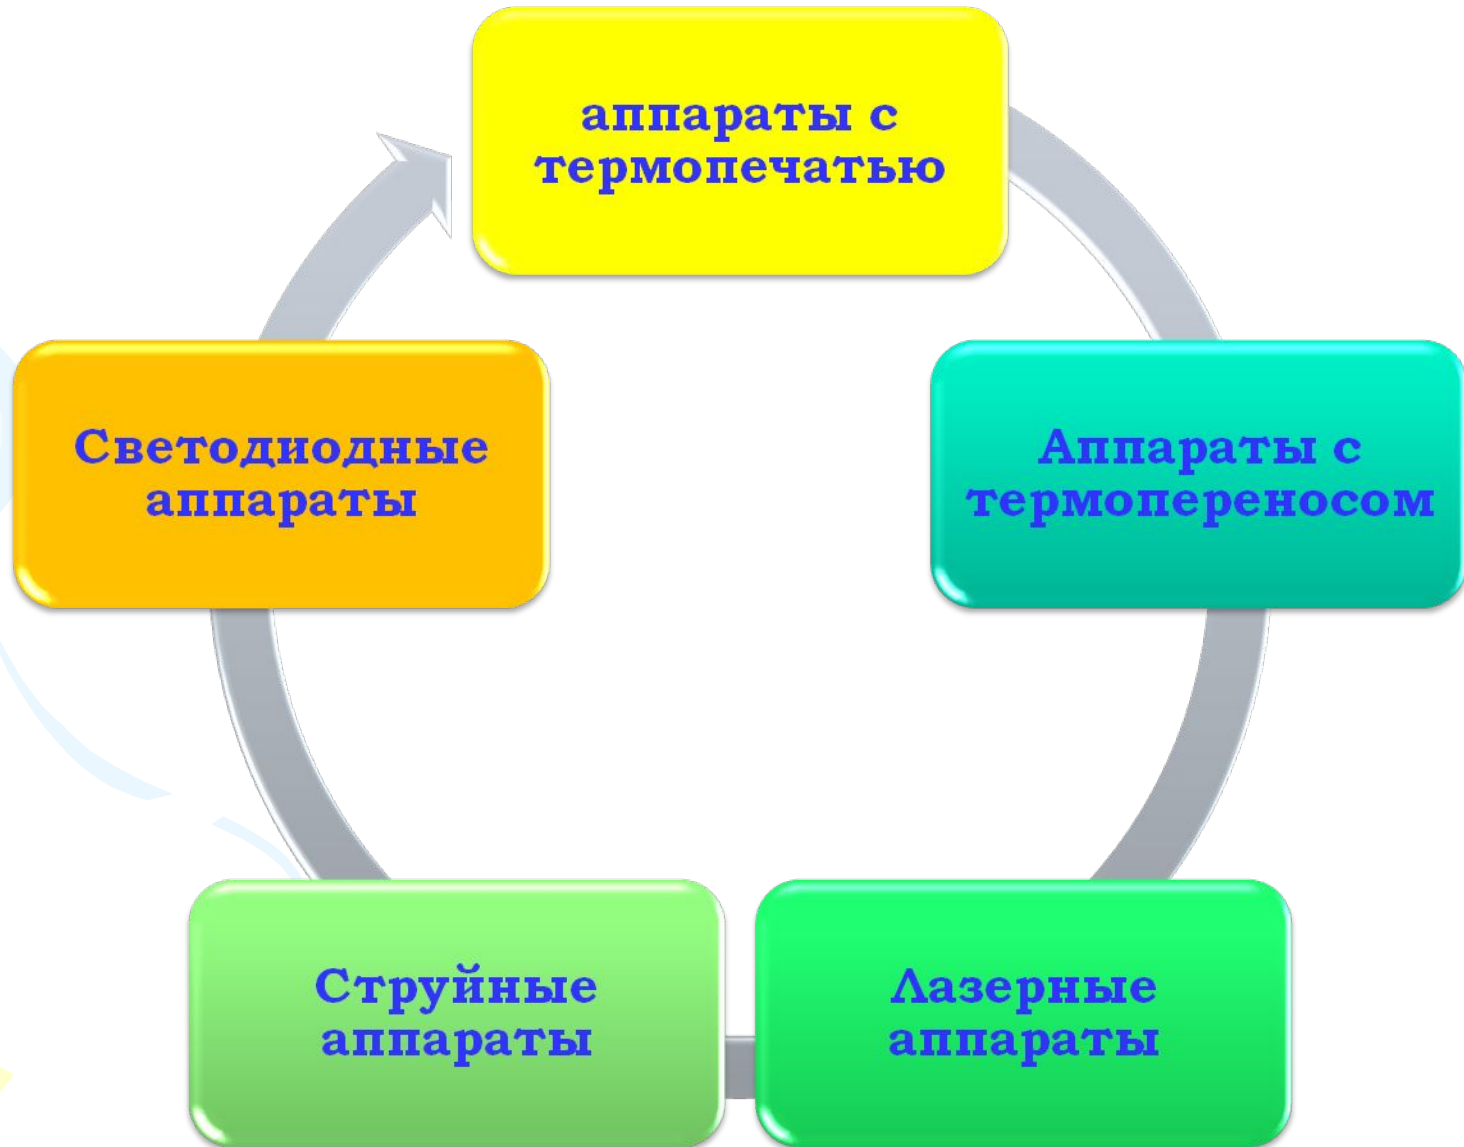 аппараты с
термопечатью
Аппараты с
термопереносом
Лазерные
аппараты
Струйные
аппараты
Светодиодные
аппараты